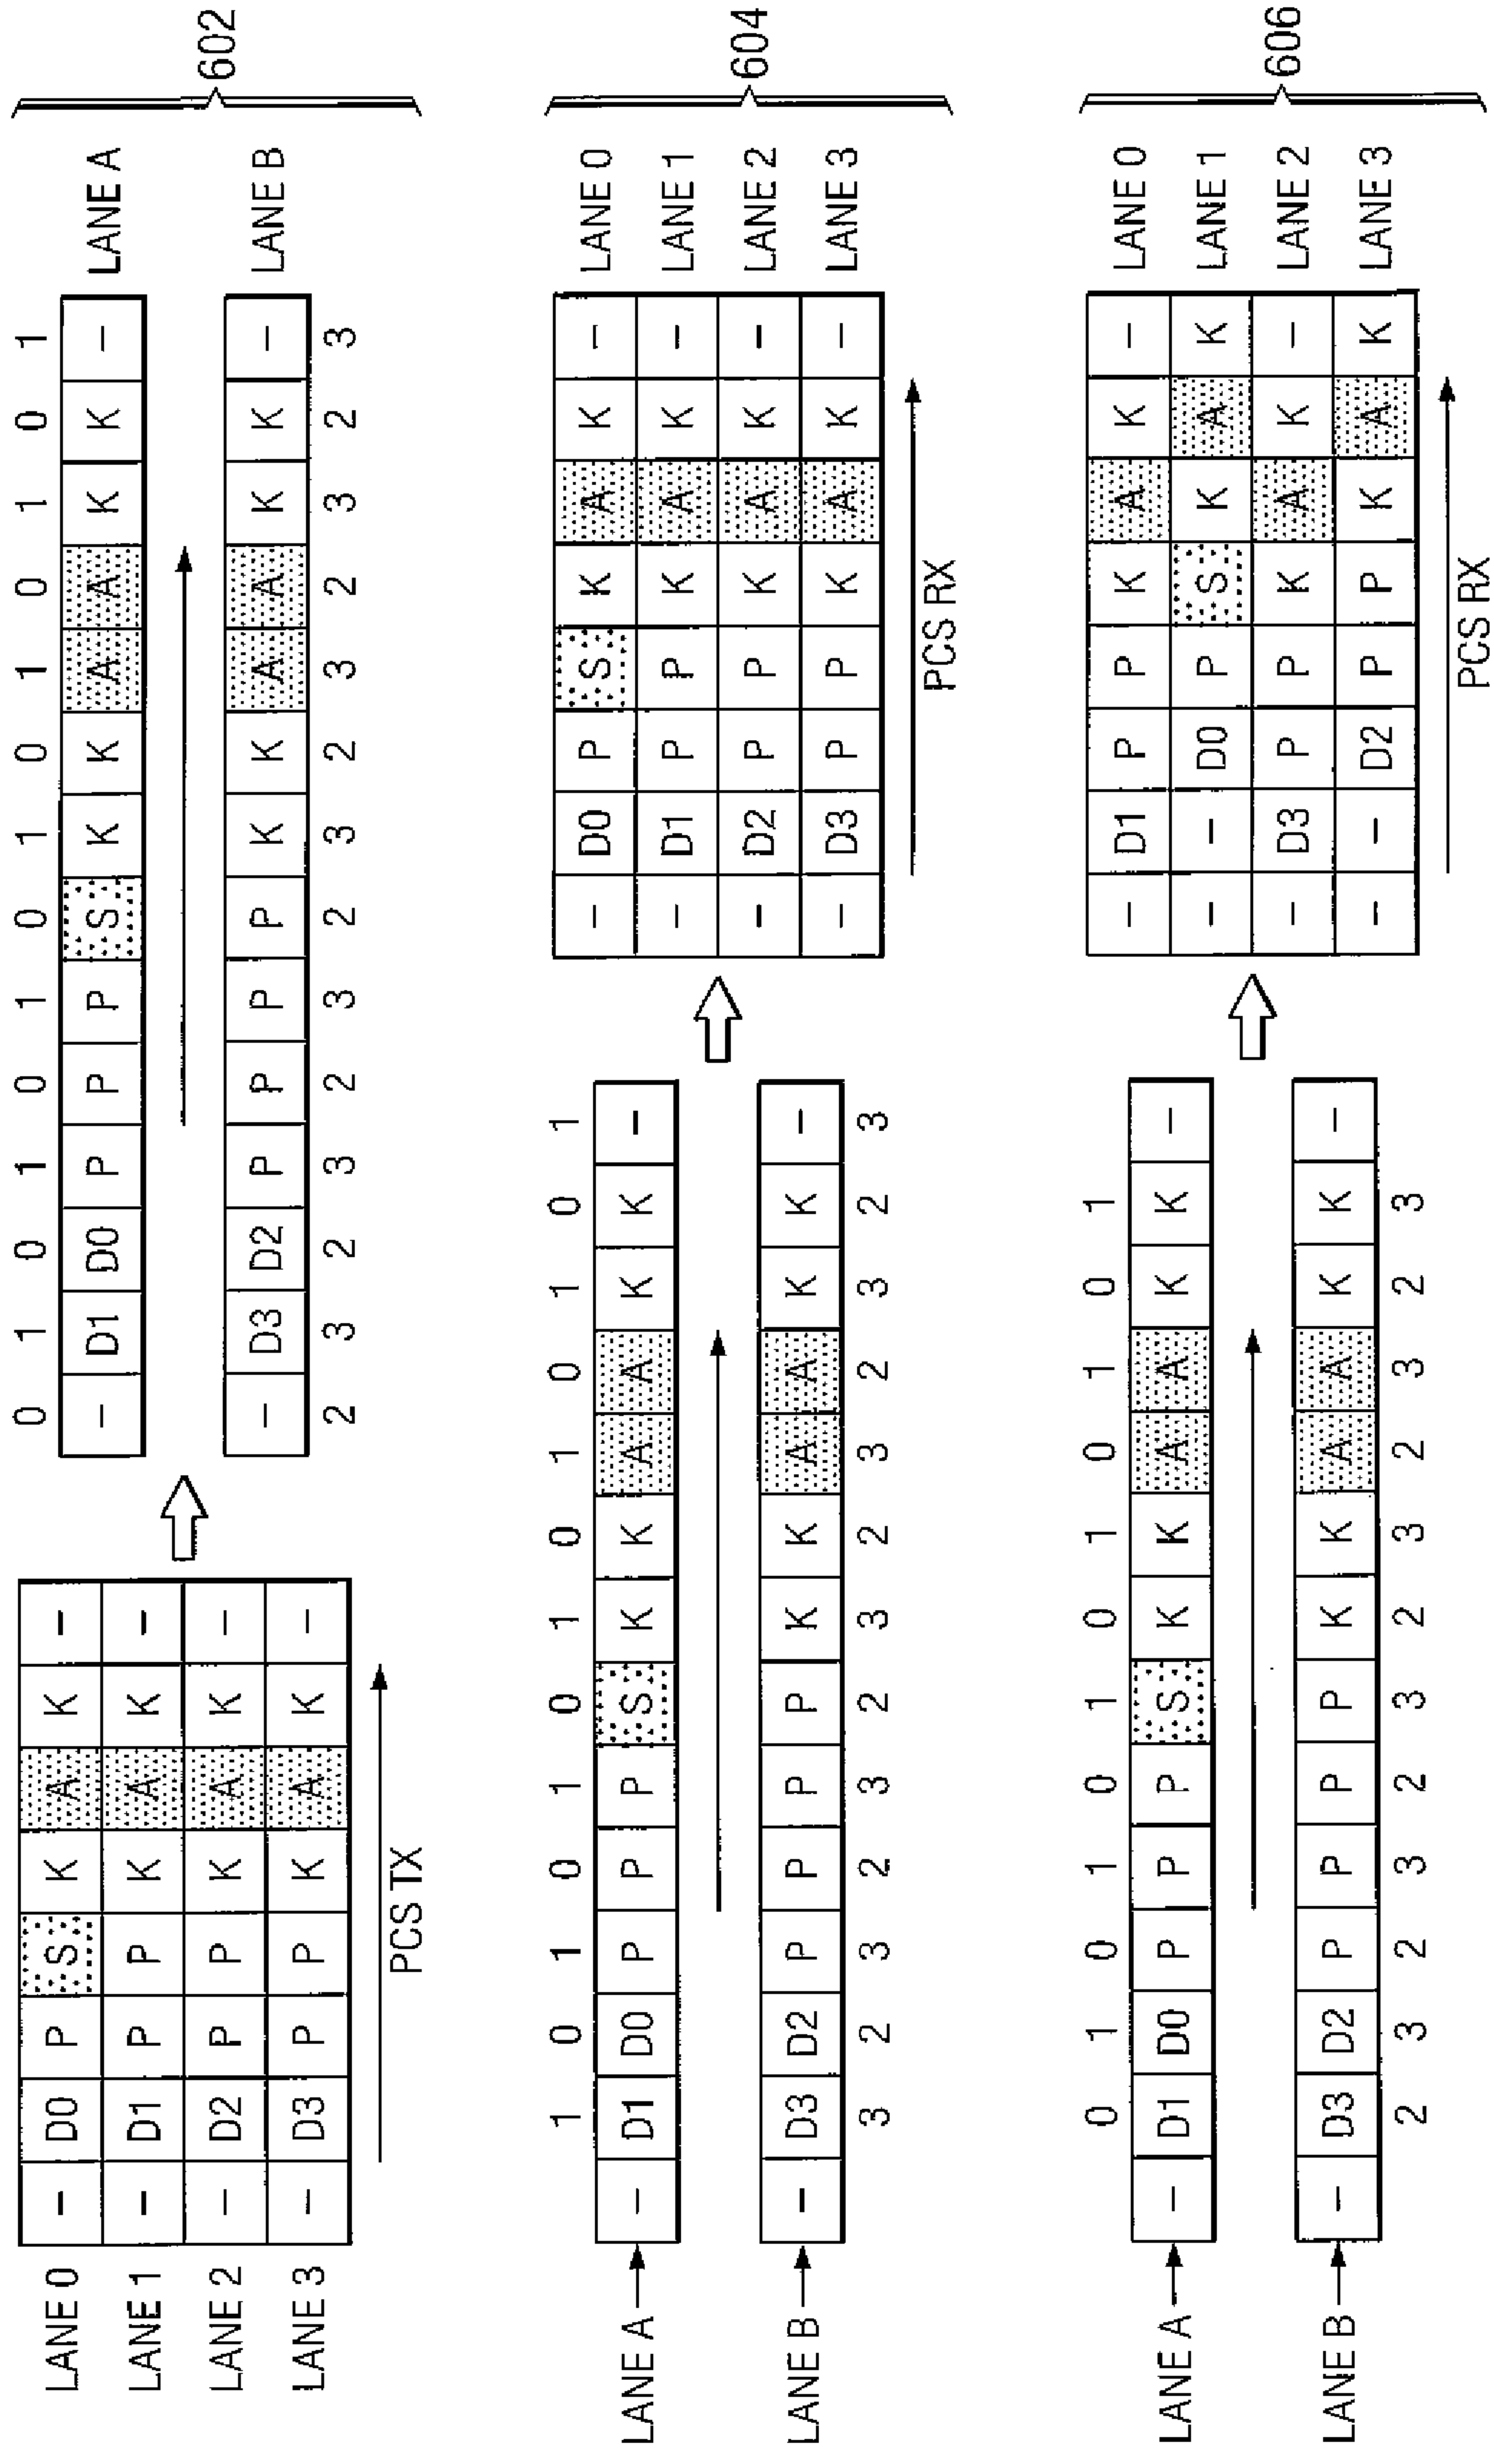 LANE 0 – D0 P S K A K –
LANE 1 – D1 P P K A K –
LANE 2 – D2 P P K A K –
LANE 3 – D3 P P K A K –
PCS TX
0 1 0 1 0 1 0 1 0 1 0 1 0 1
– D1 D0 P P P S K K A A K K – LANE A
– D3 D2 P P P P K K A A K K – LANE B
2 3 2 3 2 3 2 3 2 3 2 3 2 3
602
1 0 1 0 1 0 1 0 1 0 1 0 1
LANE A – D1 D0 P P P S K K A A K K –
LANE B – D3 D2 P P P P K K A A K K –
3 2 3 2 3 2 3 2 3 2 3 2 3
– D0 P S K A K – LANE 0
– D1 P P K A K – LANE 1
– D2 P P K A K – LANE 2
– D3 P P K A K – LANE 3
PCS RX
604
0 1 0 1 0 1 0 1 0 1 0 1
LANE A – D1 D0 P P P S K K A A K K –
LANE B – D3 D2 P P P P K K A A K K –
2 3 2 3 2 3 2 3 2 3 2 3
– D1 P P K A K – LANE 0
– – D0 P S K A K LANE 1
– D3 P P K A K – LANE 2
– – D2 P P K A K LANE 3
PCS RX
606